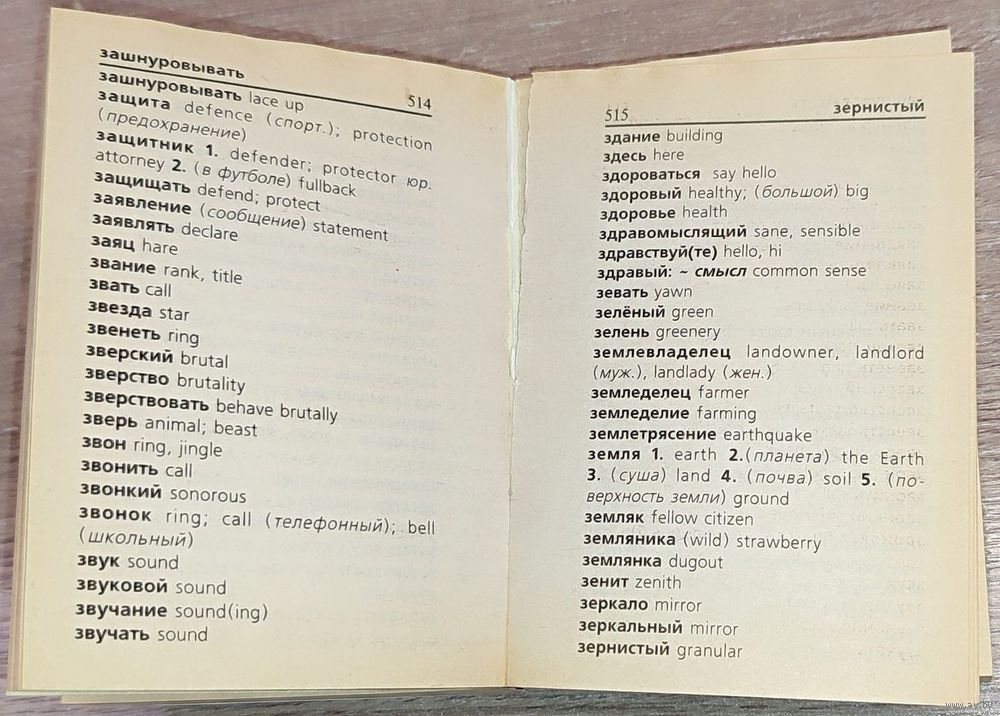 зашнуровывать
514
зашнуровывать lace up
защита defence (спорт.); protection
(предохранение)
защитник 1. defender; protector юр.
attorney 2. (в футболе) fullback
защищать defend; protect
заявление (сообщение) statement
заявлять declare
заяц hare
звание rank, title
звать call
звезда star
звенеть ring
зверский brutal
зверство brutality
зверствовать behave brutally
зверь animal; beast
звон ring, jingle
звонить call
звонкий sonorous
звонок ring; call (телефонный); bell
(школьный)
звук sound
звуковой sound
звучание sound(ing)
звучать sound
515
зернистый
здание building
здесь here
здороваться say hello
здоровый healthy; (большой) big
здоровье health
здравомыслящий sane, sensible
здравствуй(те) hello, hi
здравый: ~ смысл common sense
зевать yawn
зелёный green
зелень greenery
землевладелец landowner, landlord
(муж.), landlady (жен.)
земледелец farmer
земледелие farming
землетрясение earthquake
земля 1. earth 2.(планета) the Earth
3. (суша) land 4. (почва) soil 5. (по-
верхность земли) ground
земляк fellow citizen
земляника (wild) strawberry
землянка dugout
зенит zenith
зеркало mirror
зеркальный mirror
зернистый granular